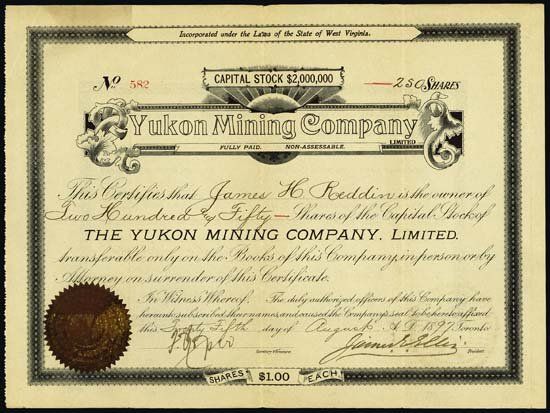 Incorporated under the Laws of the State of West Virginia.
No 582
CAPITAL STOCK $2,000,000
250 SHARES
Yukon Mining Company
LIMITED
FULLY PAID. NON-ASSESSABLE.
This Certifies that James H. Reddin is the owner of
Two Hundred & Fifty Shares of the Capital Stock of
THE YUKON MINING COMPANY, LIMITED.
transferable only on the Books of this Company, in person or by
Attorney on surrender of this Certificate.
In Witness Whereof, The duly authorized officers of this Company have
hereunto subscribed their names and caused the Company's seal to be hereto affixed
this Twenty Fifth day of August A.D. 1897. Toronto
James E. Ellis
Secretary-Treasurer. President
SHARES $1.00 EACH